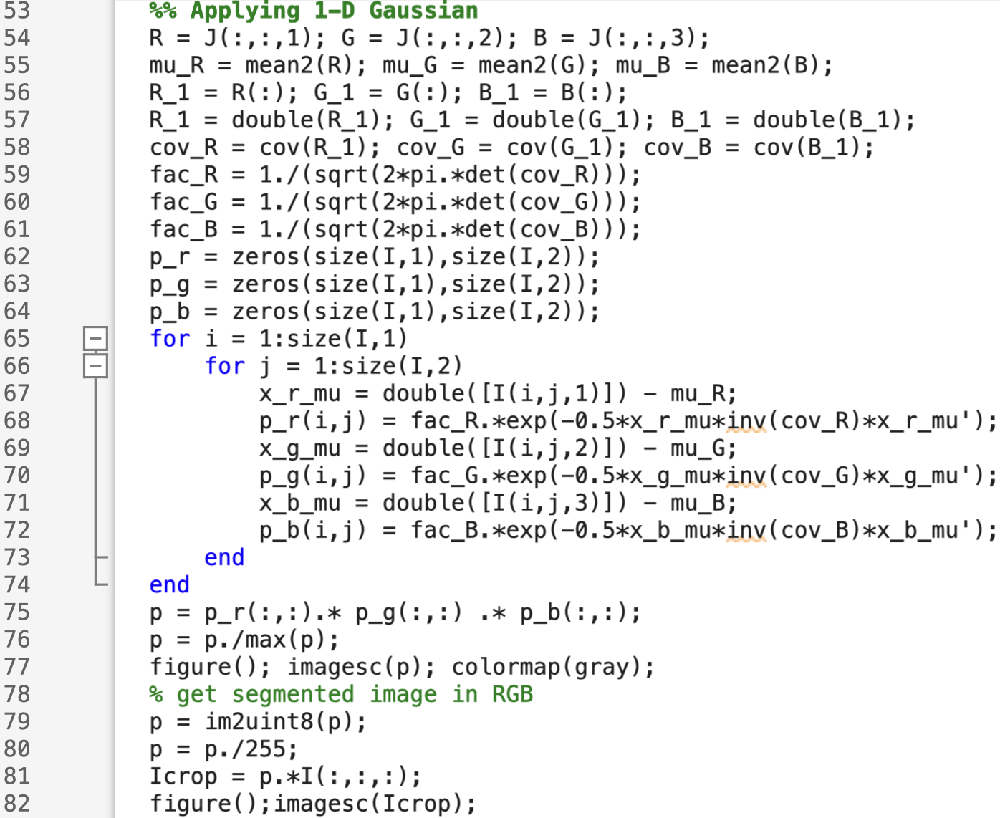 53 %% Applying 1-D Gaussian
54 R = J(:,:,1); G = J(:,:,2); B = J(:,:,3);
55 mu_R = mean2(R); mu_G = mean2(G); mu_B = mean2(B);
56 R_1 = R(:); G_1 = G(:); B_1 = B(:);
57 R_1 = double(R_1); G_1 = double(G_1); B_1 = double(B_1);
58 cov_R = cov(R_1); cov_G = cov(G_1); cov_B = cov(B_1);
59 fac_R = 1./(sqrt(2*pi.*det(cov_R)));
60 fac_G = 1./(sqrt(2*pi.*det(cov_G)));
61 fac_B = 1./(sqrt(2*pi.*det(cov_B)));
62 p_r = zeros(size(I,1),size(I,2));
63 p_g = zeros(size(I,1),size(I,2));
64 p_b = zeros(size(I,1),size(I,2));
65 for i = 1:size(I,1)
66 for j = 1:size(I,2)
67 x_r_mu = double([I(i,j,1)]) - mu_R;
68 p_r(i,j) = fac_R.*exp(-0.5*x_r_mu*inv(cov_R)*x_r_mu');
69 x_g_mu = double([I(i,j,2)]) - mu_G;
70 p_g(i,j) = fac_G.*exp(-0.5*x_g_mu*inv(cov_G)*x_g_mu');
71 x_b_mu = double([I(i,j,3)]) - mu_B;
72 p_b(i,j) = fac_B.*exp(-0.5*x_b_mu*inv(cov_B)*x_b_mu');
73 end
74 end
75 p = p_r(:,:).* p_g(:,:) .* p_b(:,:);
76 p = p./max(p);
77 figure(); imagesc(p); colormap(gray);
78 % get segmented image in RGB
79 p = im2uint8(p);
80 p = p./255;
81 Icrop = p.*I(:,:,:);
82 figure();imagesc(Icrop);